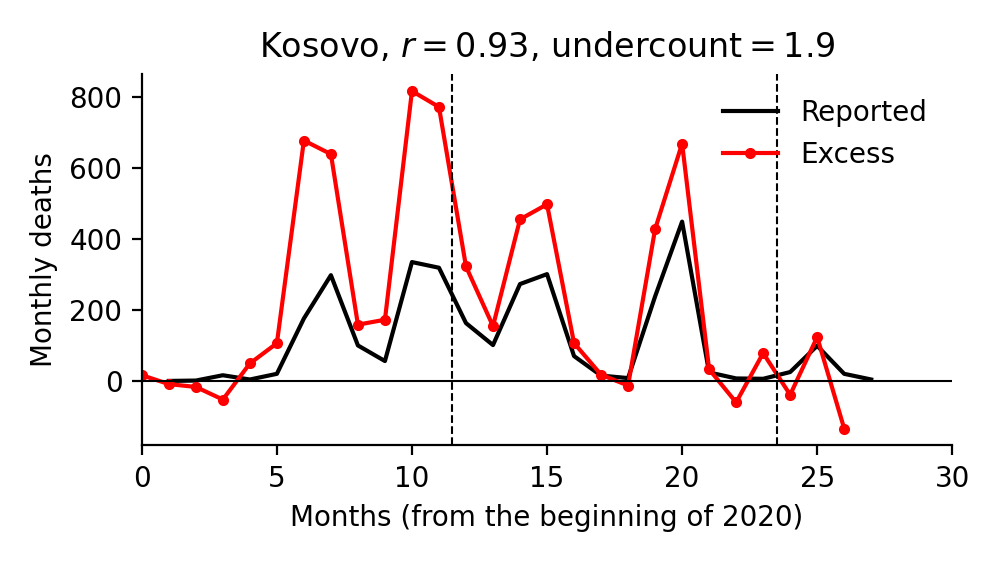 Kosovo, r = 0.93, undercount = 1.9
Reported
Excess
Monthly deaths
800
600
400
200
0
0 5 10 15 20 25 30
Months (from the beginning of 2020)